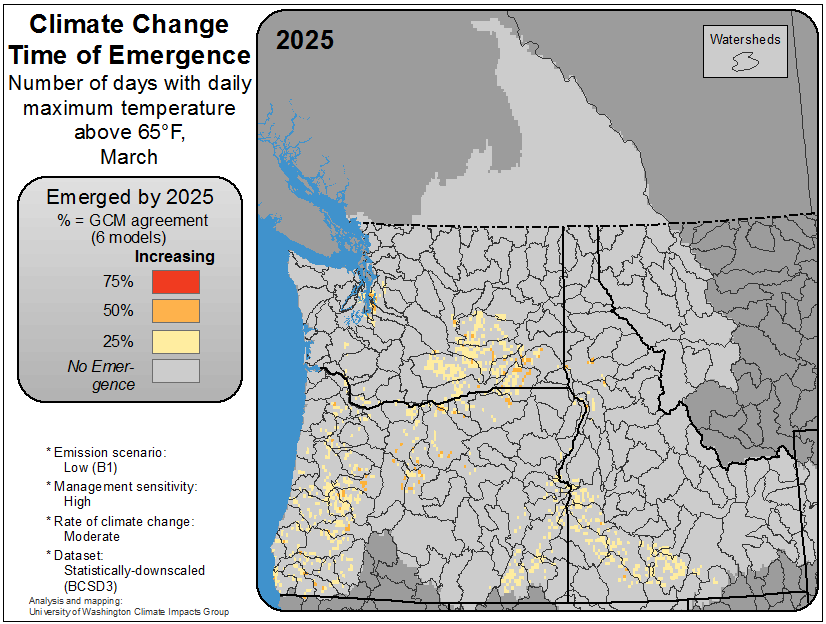 Climate Change
Time of Emergence
Number of days with daily
maximum temperature
above 65°F,
March
Emerged by 2025
% = GCM agreement
(6 models)
Increasing
75%
50%
25%
No Emer-
gence
* Emission scenario:
Low (B1)
* Management sensitivity:
High
* Rate of climate change:
Moderate
* Dataset:
Statistically-downscaled
(BCSD3)
Analysis and mapping:
University of Washington Climate Impacts Group
2025
Watersheds